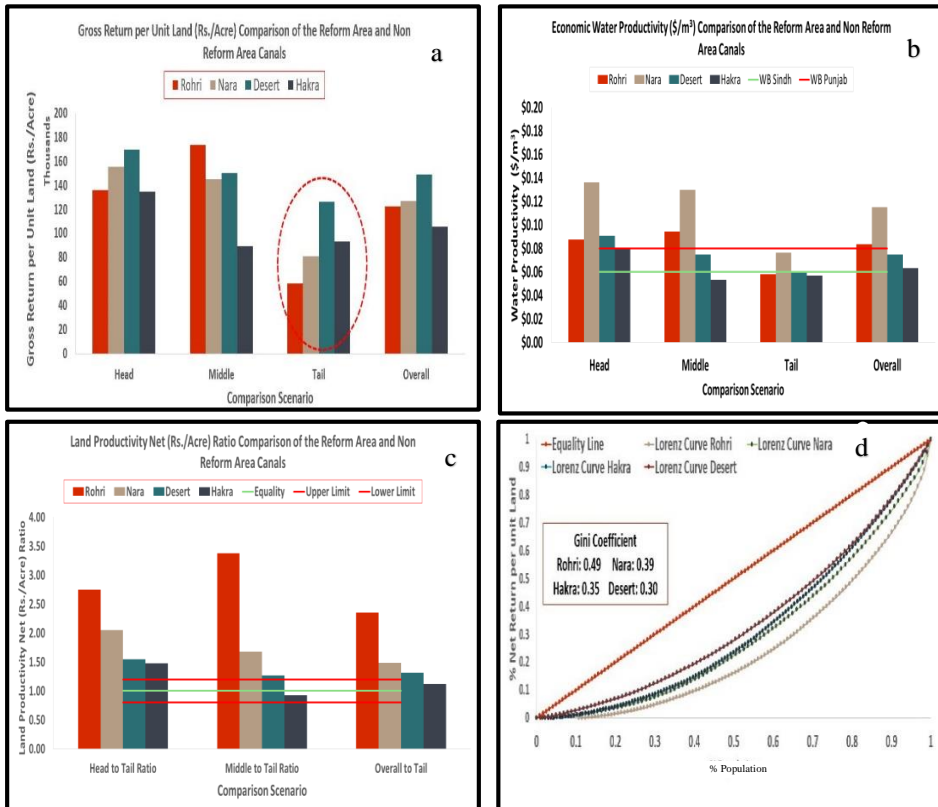 Gross Return per Unit Land (Rs./Acre) Comparison of the Reform Area and Non
Reform Area Canals
a
Rohri Nara Desert Hakra
Gross Return per Unit Land (Rs./Acre)
Thousands
200
180
160
140
120
100
80
60
40
20
0
Head Middle Tail Overall
Comparison Scenario
Economic Water Productivity ($/m³) Comparison of the Reform Area and Non Reform
Area Canals
b
Rohri Nara Desert Hakra WB Sindh WB Punjab
Water Productivity ($/m³)
$0.20
$0.18
$0.16
$0.14
$0.12
$0.10
$0.08
$0.06
$0.04
$0.02
$0.00
Head Middle Tail Overall
Comparison Scenario
Land Productivity Net (Rs./Acre) Ratio Comparison of the Reform Area and Non
Reform Area Canals
c
Rohri Nara Desert Hakra Equality Upper Limit Lower Limit
Land Productivity Net (Rs./Acre) Ratio
4.00
3.50
3.00
2.50
2.00
1.50
1.00
0.50
0.00
Head to Tail Ratio Middle to Tail Ratio Overall to Tail
Comparison Scenario
d
Equality Line Lorenz Curve Rohri Lorenz Curve Nara
Lorenz Curve Hakra Lorenz Curve Desert
% Net Return per unit Land
1
0.9
0.8
0.7
0.6
0.5
0.4
0.3
0.2
0.1
0
Gini Coefficient
Rohri: 0.49 Nara: 0.39
Hakra: 0.35 Desert: 0.30
0 0.1 0.2 0.3 0.4 0.5 0.6 0.7 0.8 0.9 1
% Population